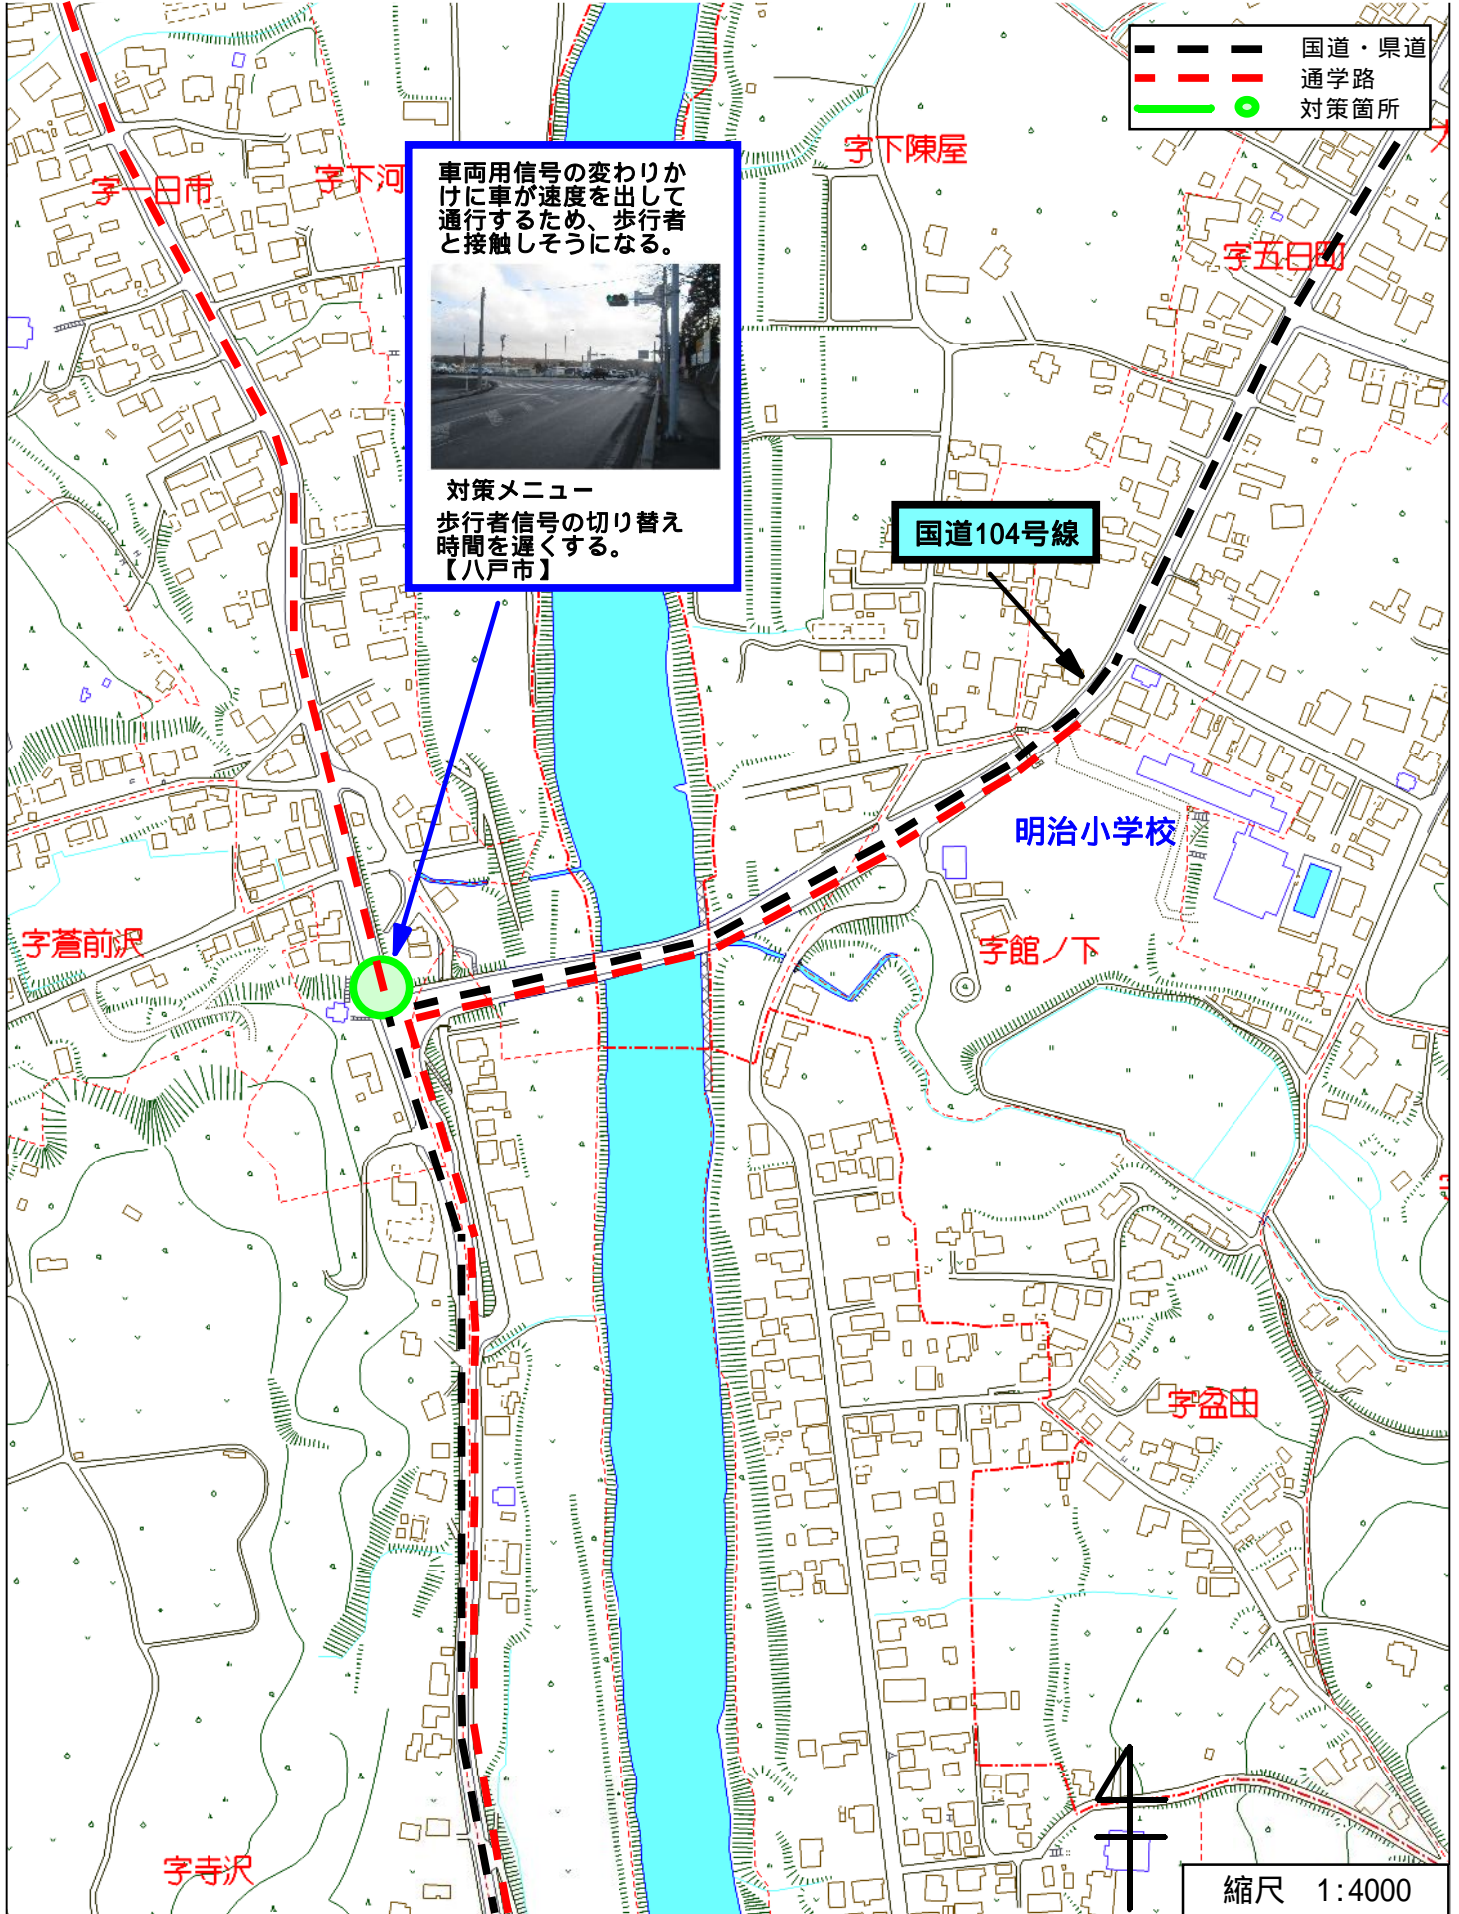 国道・県道
通学路
対策箇所
字下陳屋
字一日市
字下河
車両用信号の変わりか
けに車が速度を出して
通行するため、歩行者
と接触しそうになる。
字五日町
対策メニュー
歩行者信号の切り替え
時間を遅くする。
【八戸市】
国道104号線
明治小学校
字蒼前沢
字館ノ下
字盆田
字寺沢
縮尺 1:4000